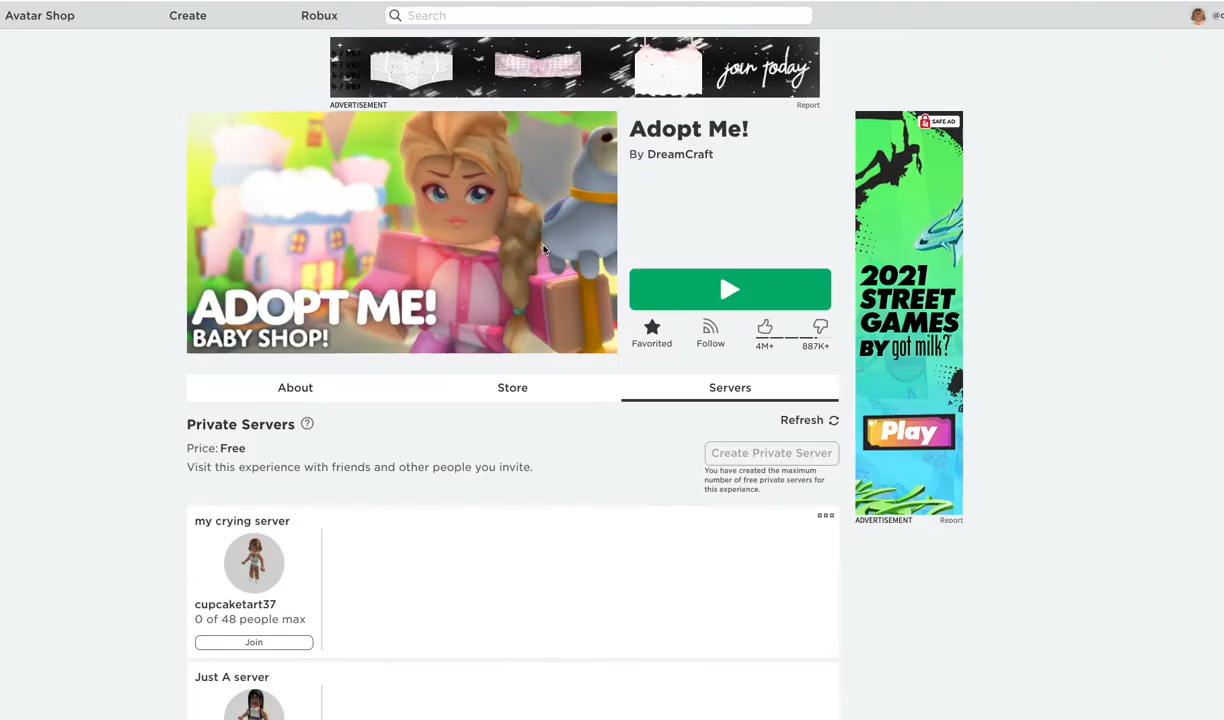 Avatar Shop
Create
Robux
Search
join today
ADVERTISEMENT
Report
ADOPT ME!
BABY SHOP!
Adopt Me!
By DreamCraft
Favorited
Follow
4M+
887K+
SAFE AD
2021
STREET
GAMES
BY got milk?
Play
ADVERTISEMENT
Report
About
Store
Servers
Private Servers
Refresh
Price: Free
Visit this experience with friends and other people you invite.
Create Private Server
You have created the maximum
number of free private servers for
this experience.
my crying server
cupcaketart37
0 of 48 people max
Join
Just A server